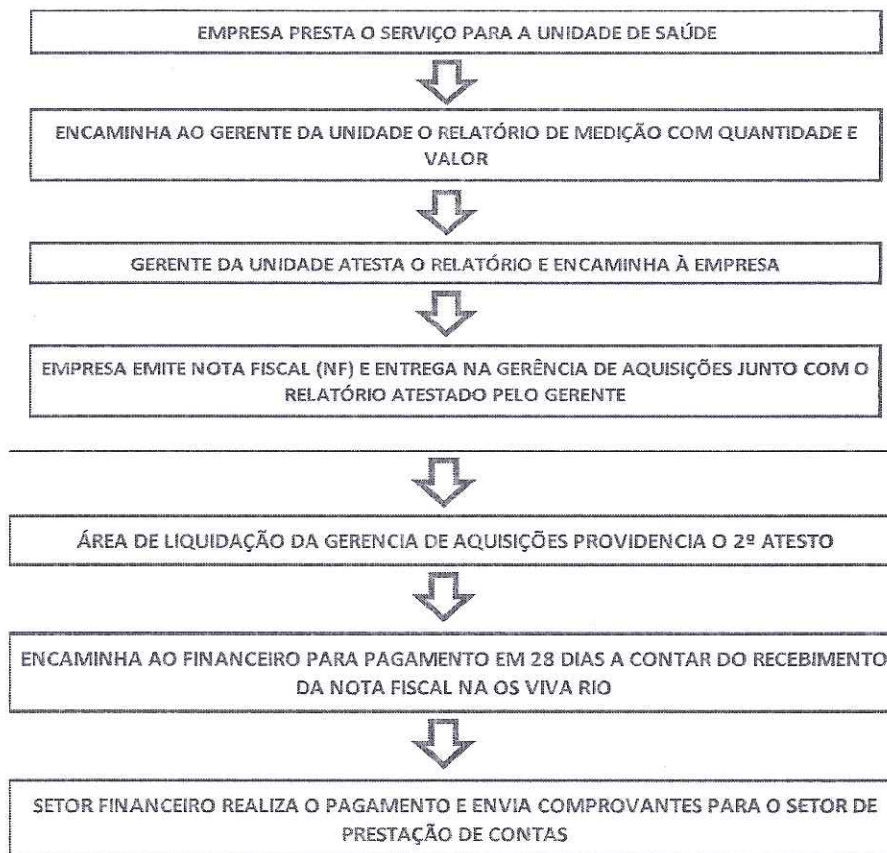 EMPRESA PRESTA O SERVIÇO PARA A UNIDADE DE SAÚDE
ENCAMINHA AO GERENTE DA UNIDADE O RELATÓRIO DE MEDIÇÃO COM QUANTIDADE E
VALOR
GERENTE DA UNIDADE ATESTA O RELATÓRIO E ENCAMINHA À EMPRESA
EMPRESA EMITE NOTA FISCAL (NF) E ENTREGA NA GERÊNCIA DE AQUISIÇÕES JUNTO COM O
RELATÓRIO ATESTADO PELO GERENTE
ÁREA DE LIQUIDAÇÃO DA GERENCIA DE AQUISIÇÕES PROVIDENCIA O 2º ATESTO
ENCAMINHA AO FINANCEIRO PARA PAGAMENTO EM 28 DIAS A CONTAR DO RECEBIMENTO
DA NOTA FISCAL NA OS VIVA RIO
SETOR FINANCEIRO REALIZA O PAGAMENTO E ENVIA COMPROVANTES PARA O SETOR DE
PRESTAÇÃO DE CONTAS